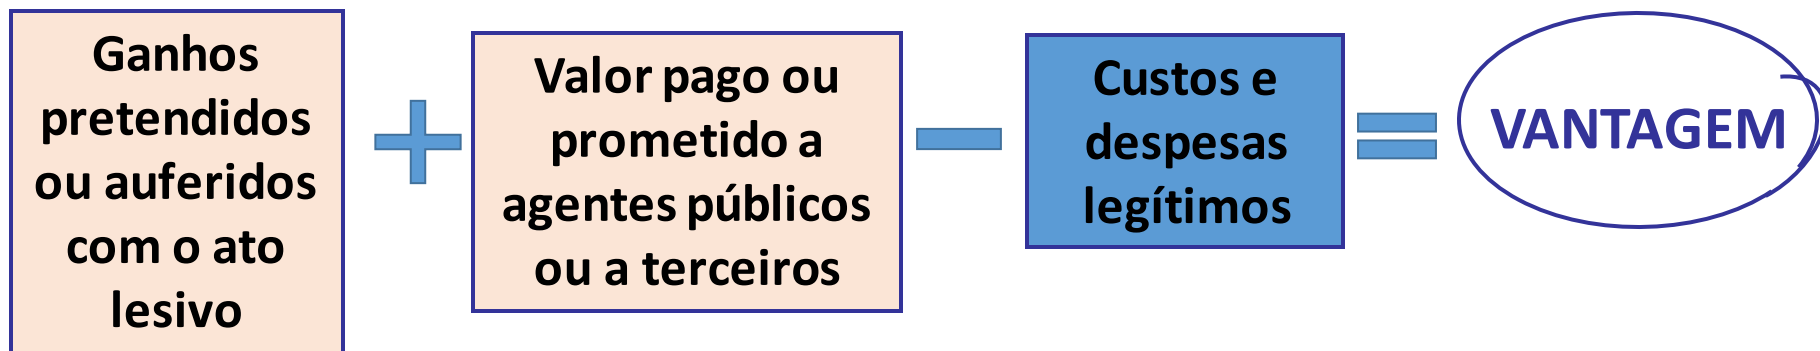 Ganhos
pretendidos
ou auferidos
com o ato
lesivo
Valor pago ou
prometido a
agentes públicos
ou a terceiros
Custos e
despesas
legítimos
VANTAGEM